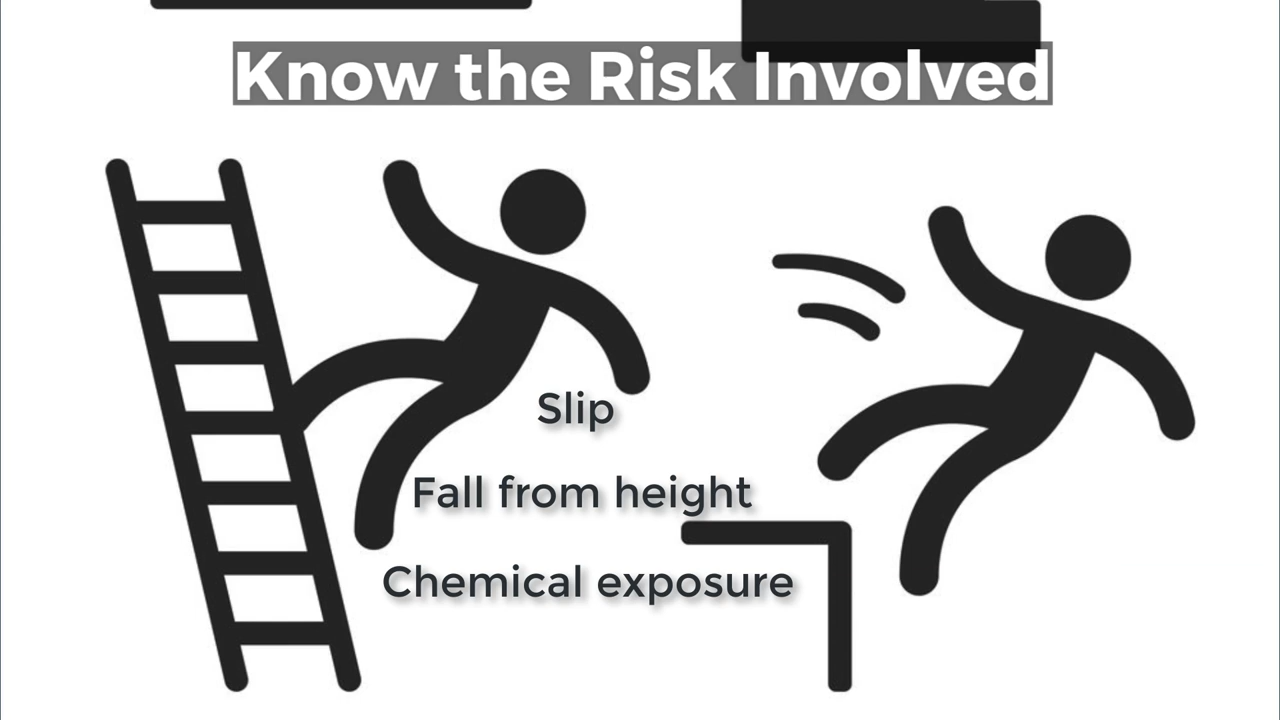 Know the Risk Involved
Slip
Fall from height
Chemical exposure